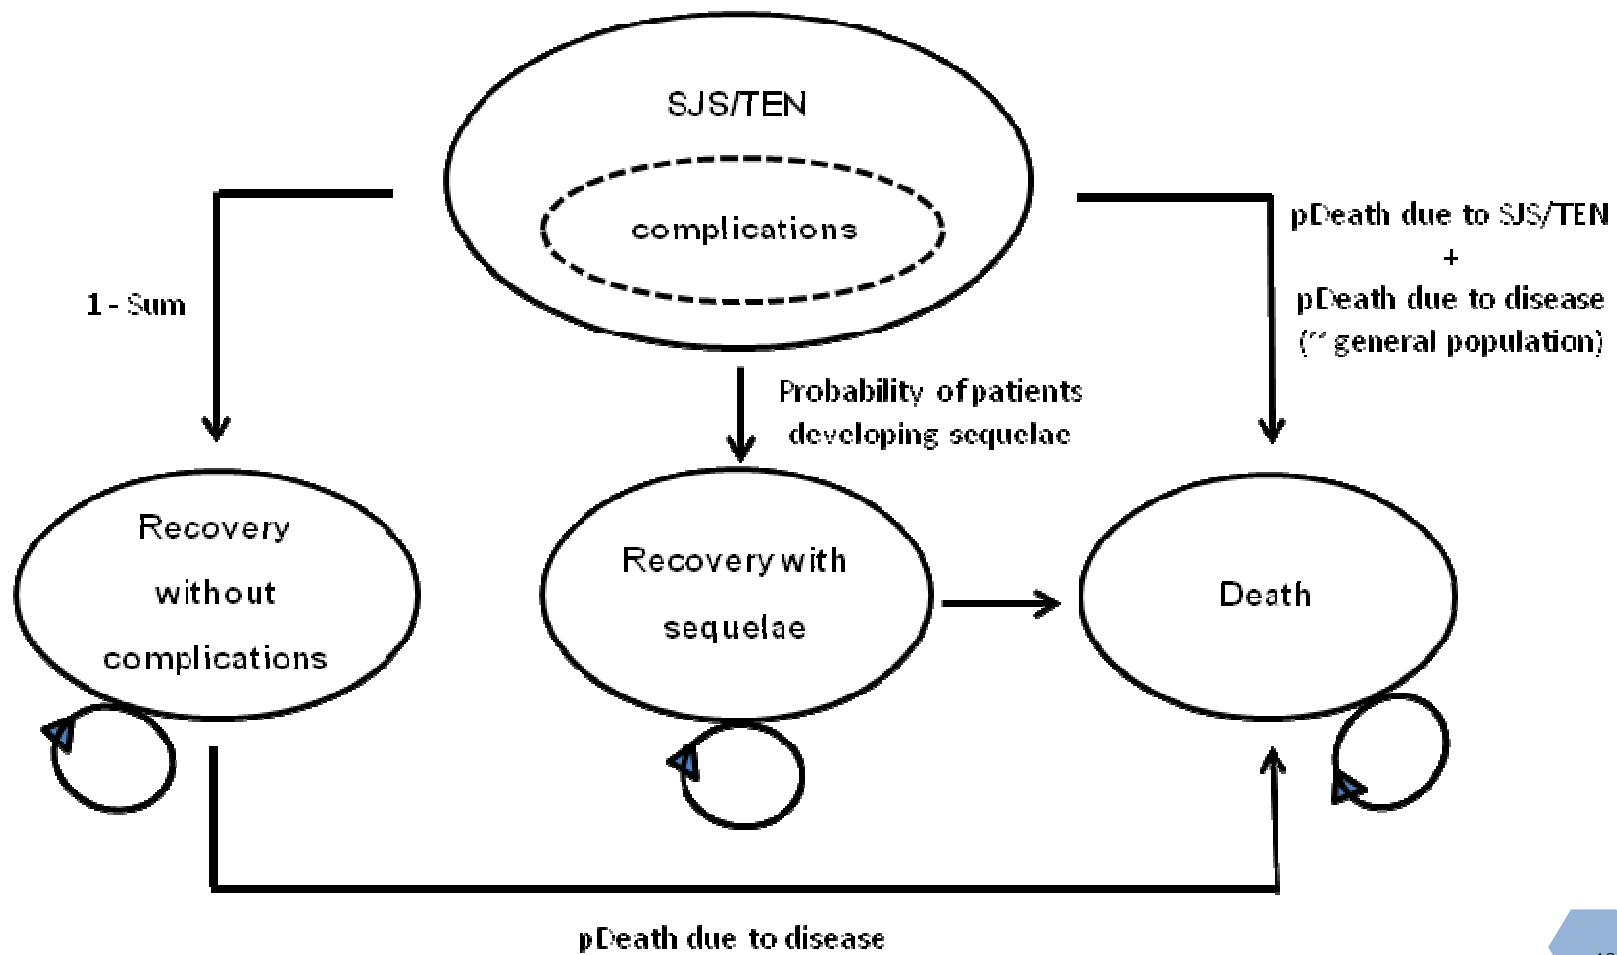 SJS/TEN
complications
1 - Sum
pDeath due to SJS/TEN
+
pDeath due to disease
(~ general population)
Probability of patients
developing sequelae
Recovery
without
complications
Recovery with
sequelae
Death
pDeath due to disease